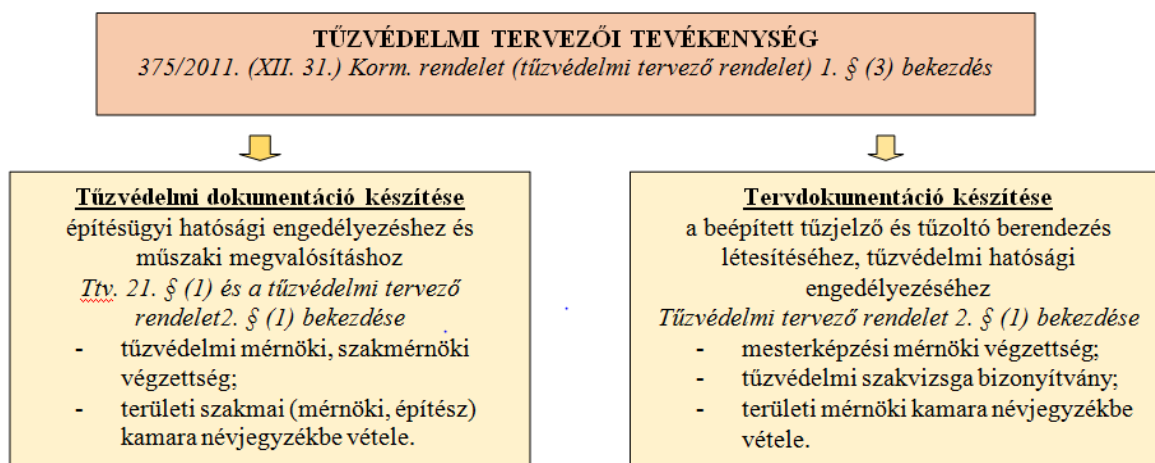 TŰZVÉDELMI TERVEZŐI TEVÉKENYSÉG
375/2011. (XII. 31.) Korm. rendelet (tűzvédelmi tervező rendelet) 1. § (3) bekezdés
Tűzvédelmi dokumentáció készítése
építésügyi hatósági engedélyezéshez és
műszaki megvalósításhoz
Ttv. 21. § (1) és a tűzvédelmi tervező
rendelet2. § (1) bekezdése
- tűzvédelmi mérnöki, szakmérnöki
végzettség;
- területi szakmai (mérnöki, építész)
kamara névjegyzékbe vétele.
Tervdokumentáció készítése
a beépített tűzjelző és tűzoltó berendezés
létesítéséhez, tűzvédelmi hatósági
engedélyezéséhez
Tűzvédelmi tervező rendelet 2. § (1) bekezdése
- mesterképzési mérnöki végzettség;
- tűzvédelmi szakvizsga bizonyítvány;
- területi mérnöki kamara névjegyzékbe
vétele.